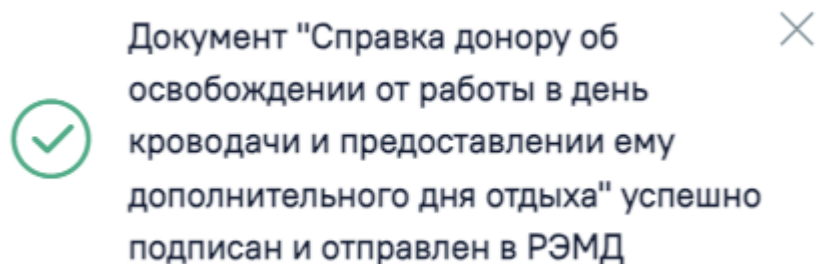 Документ "Справка донору об
освобождении от работы в день
кроводачи и предоставлении ему
дополнительного дня отдыха" успешно
подписан и отправлен в РЭМД